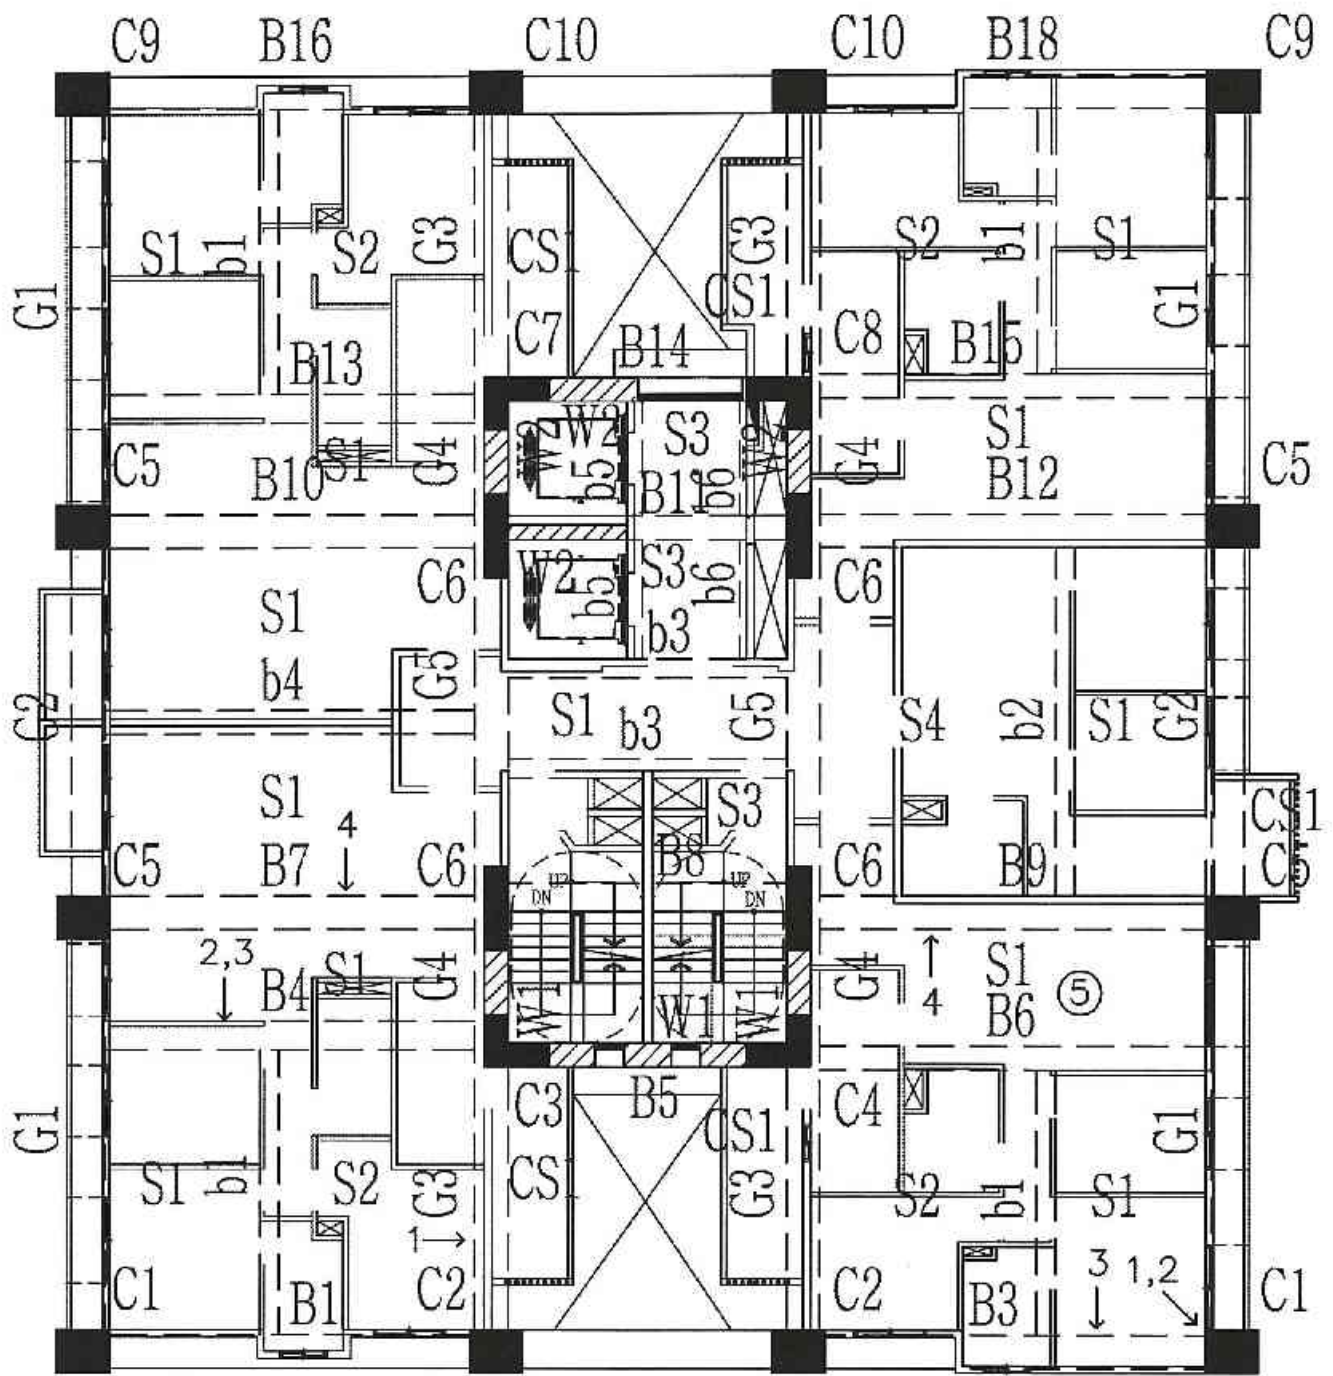 C9 B16 C10 C10 B18 C9
S1 b1 S2 G3 CS1 G3 S2 b1 S1
G1 CS1 G1
C7 B14 C8 B15
B13
W2 W2 S3 W2 S1
C5 S1 G4 G4 C5
B10 b5 B11 b6 B12
S1 C6 W2 b5 S3 b6 C6
b3
b4 G5
G2 S1 b3 G5 S4 b2 S1 G2
S1 S3 CS1
4
C5 B7 C6 B8 C6 B9 C5
UP UP
DN DN
2,3 S1 G4 G4 S1
B4 4 B6 5
W1 W1 W1
G1 C3 B5 C4 G1
CS1
S1 b1 S2 G3 CS G3 S2 b1 S1
1
3 1,2
C1 B1 C2 C2 B3 C1